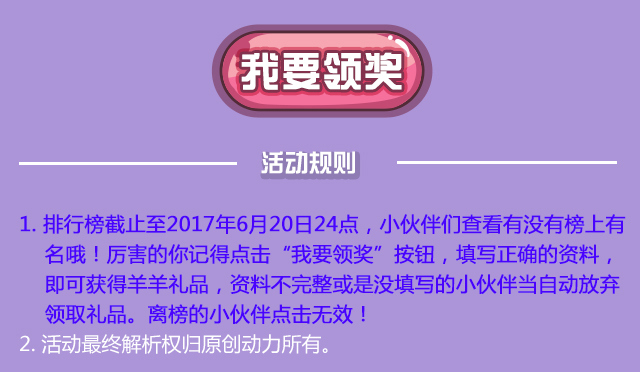 我要领奖
活动规则
1. 排行榜截止至2017年6月20日24点，小伙伴们查看有没有榜上有
名哦！厉害的你记得点击“我要领奖”按钮，填写正确的资料，
即可获得羊羊礼品，资料不完整或是没填写的小伙伴当自动放弃
领取礼品。离榜的小伙伴点击无效！
2. 活动最终解析权归原创动力所有。